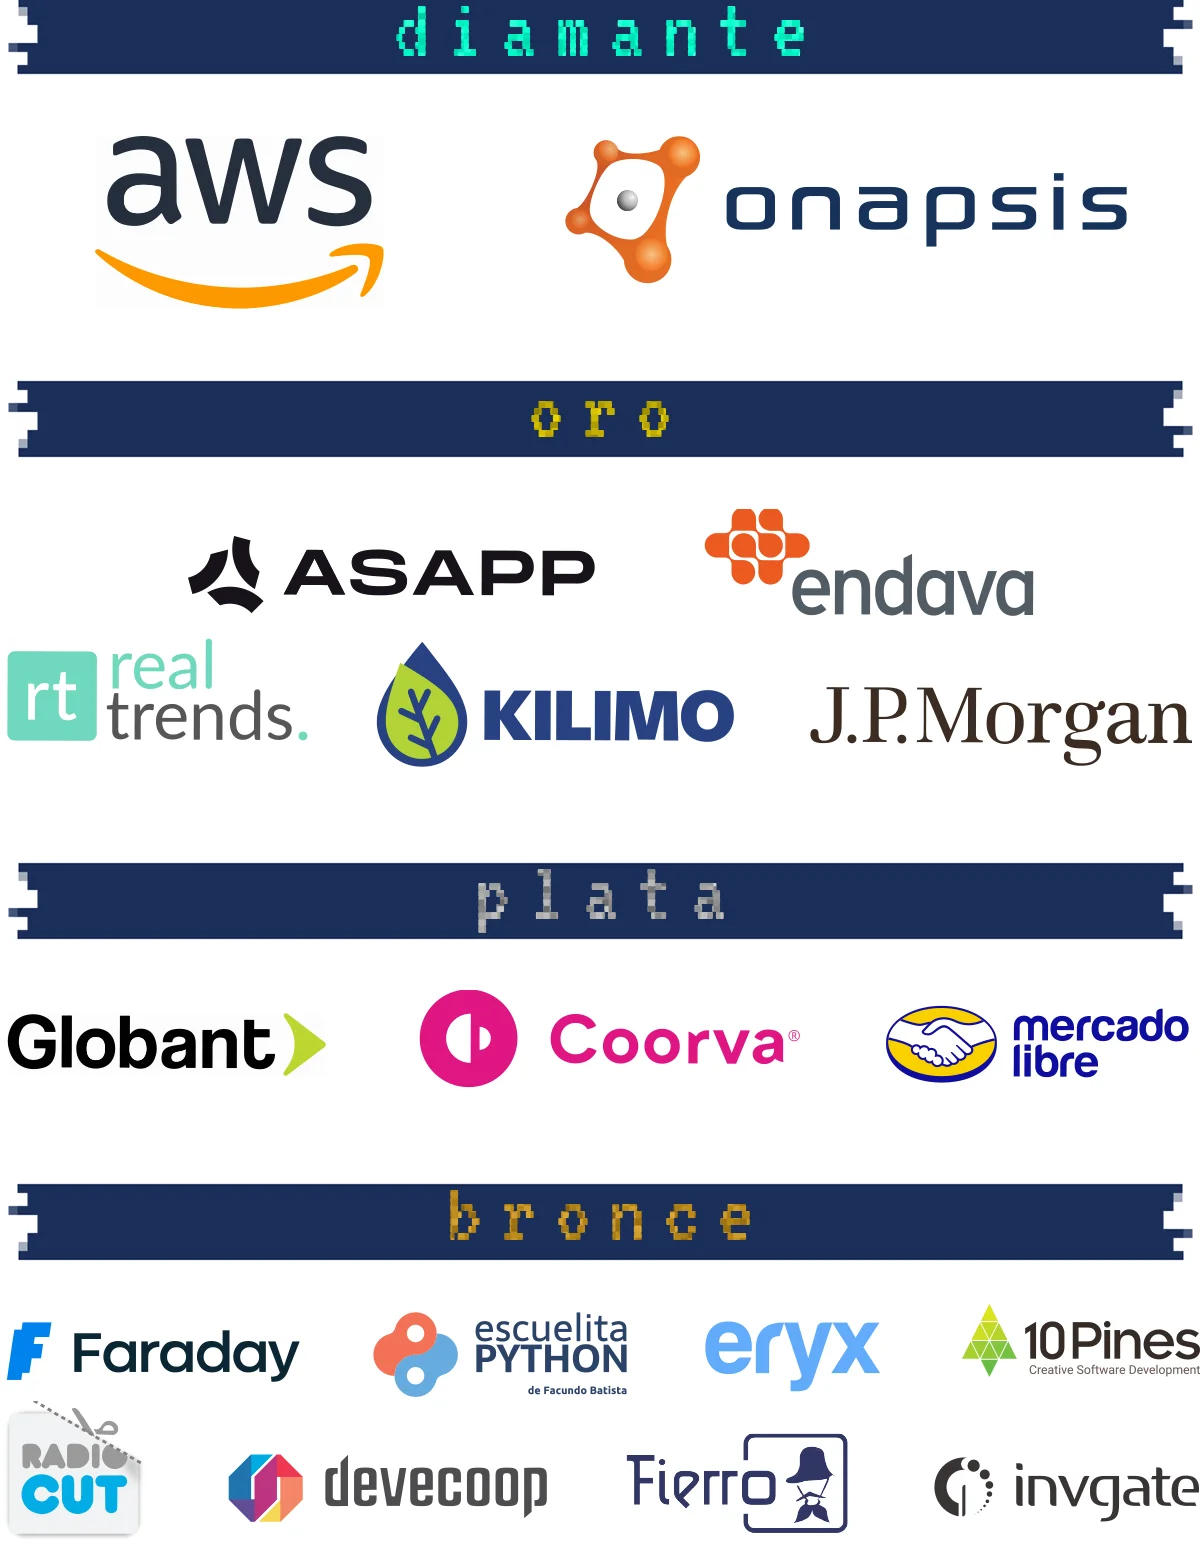 diamante
aws
onapsis
oro
ASAPP
endava
rt
real
trends.
KILIMO
J.P.Morgan
plata
Globant
Coorva®
mercado
libre
bronce
Faraday
escuelita
PYTHON
de Facundo Batista
eryx
10Pines
Creative Software Development
RADIO
CUT
devecoop
Fierro
invgate